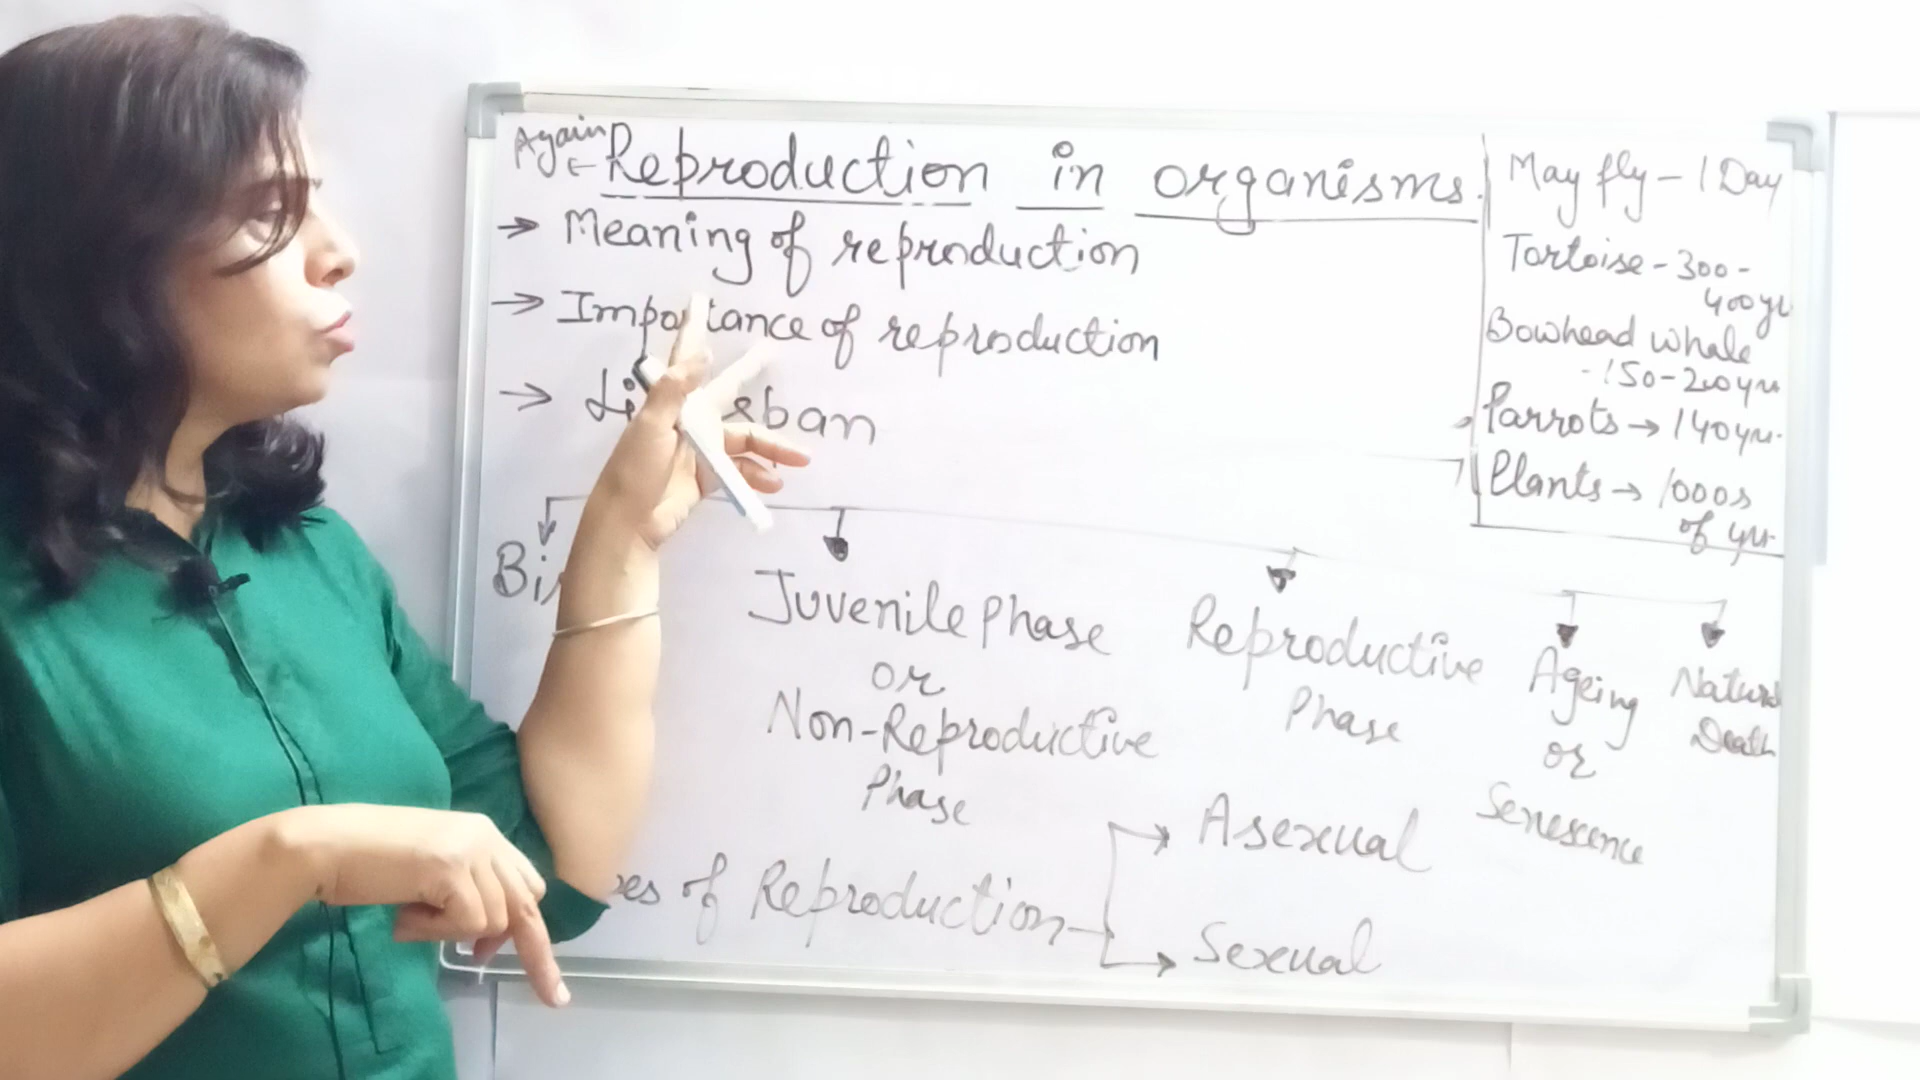 Again ← Reproduction in organisms.
→ Meaning of reproduction
→ Importance of reproduction
→ span
Juvenile Phase
or
Non-Reproductive
Phase
Reproductive
Phase
Ageing
or
Senescence
Natural
Death
of Reproduction
→ Asexual
→ Sexual
May fly - 1 Day
Tortoise - 300-
400 yr
Bowhead whale
- 150-200 yr
Parrots → 140 yr.
Plants → 1000s
of yr.